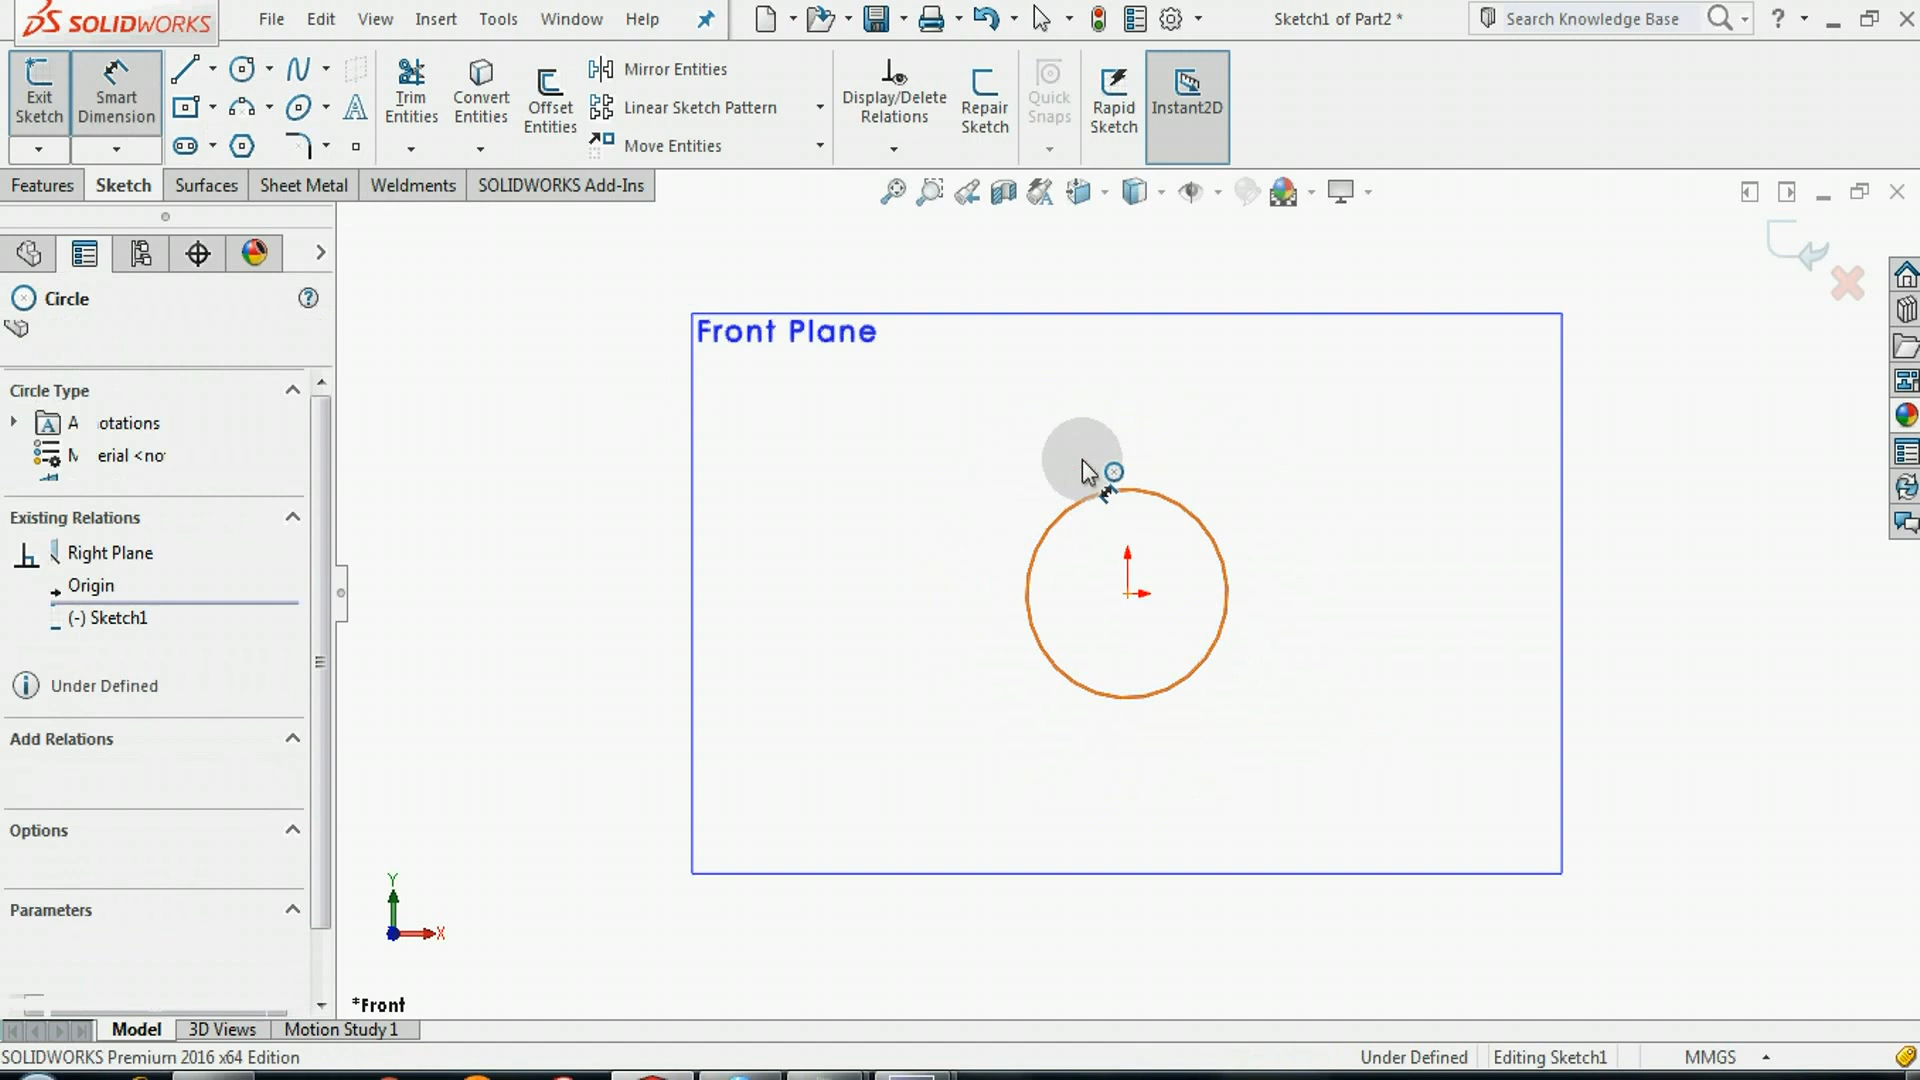 SOLIDWORKS
File Edit View Insert Tools Window Help
Sketch1 of Part2 *
Search Knowledge Base
?
Exit Sketch
Smart Dimension
Trim Entities
Convert Entities
Offset Entities
Mirror Entities
Linear Sketch Pattern
Move Entities
Display/Delete Relations
Repair Sketch
Quick Snaps
Rapid Sketch
Instant2D
Features Sketch Surfaces Sheet Metal Weldments SOLIDWORKS Add-Ins
Circle
?
Circle Type
A otations
erial <no
Existing Relations
Right Plane
Origin
(-) Sketch1
Under Defined
Add Relations
Options
Parameters
Front Plane
Y
X
*Front
Model 3D Views Motion Study 1
SOLIDWORKS Premium 2016 x64 Edition
Under Defined Editing Sketch1 MMGS